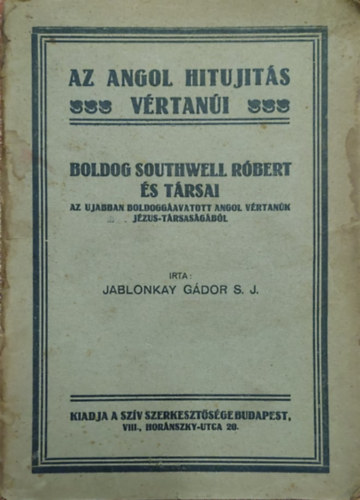 AZ ANGOL HITUJITÁS
VÉRTANÚI
BOLDOG SOUTHWELL RÓBERT
ÉS TÁRSAI
AZ UJABBAN BOLDOGGÁAVATOTT ANGOL VÉRTANÚK
JÉZUS-TÁRSASÁGÁBÓL
IRTA:
JABLONKAY GÁDOR S. J.
KIADJA A SZÍV SZERKESZTŐSÉGE BUDAPEST,
VIII., HORÁNSZKY-UTCA 20.